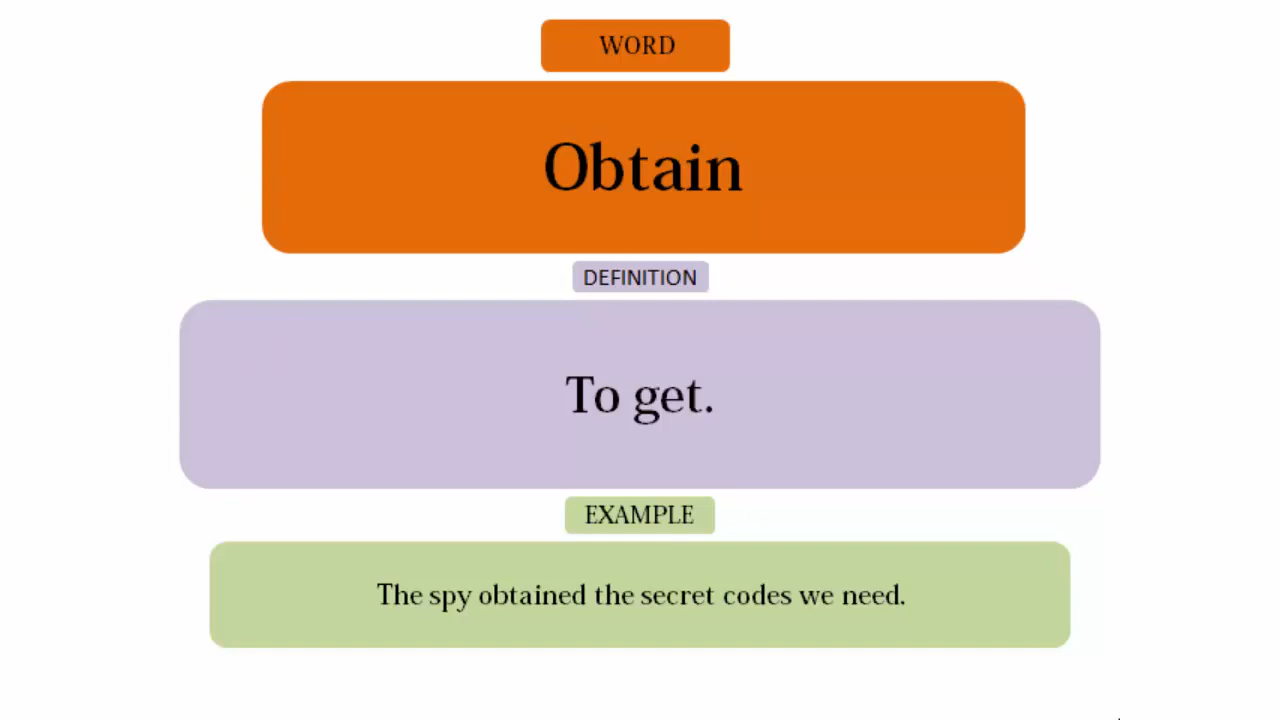 WORD
Obtain
DEFINITION
To get.
EXAMPLE
The spy obtained the secret codes we need.